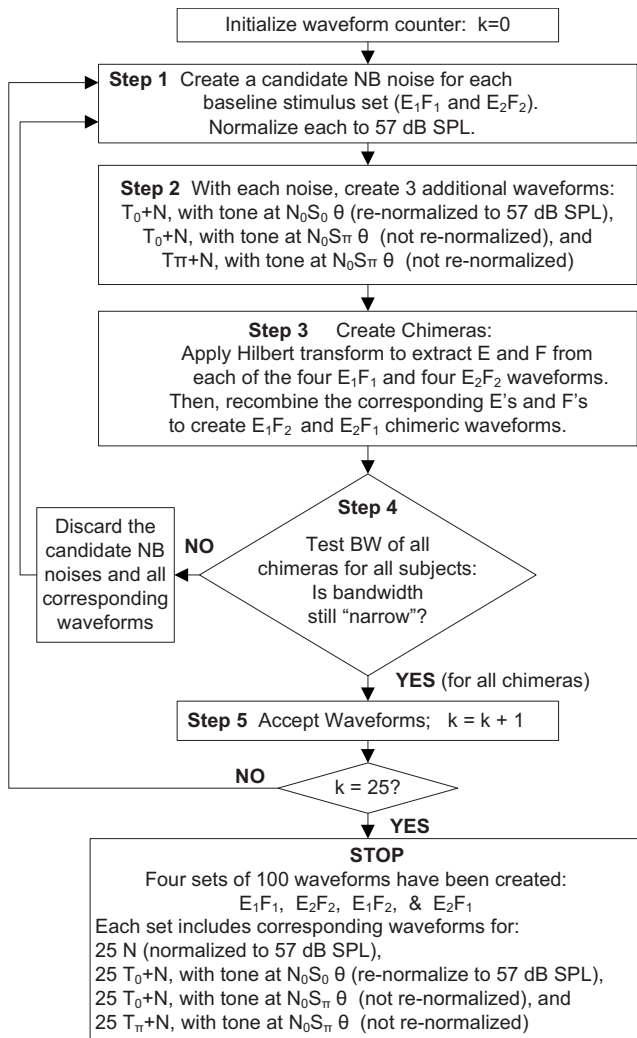 Initialize waveform counter: k=0
Step 1 Create a candidate NB noise for each
baseline stimulus set (E₁F₁ and E₂F₂).
Normalize each to 57 dB SPL.
Step 2 With each noise, create 3 additional waveforms:
T₀+N, with tone at N₀S₀ θ (re-normalized to 57 dB SPL),
T₀+N, with tone at N₀Sπ θ (not re-normalized), and
Tπ+N, with tone at N₀Sπ θ (not re-normalized)
Step 3 Create Chimeras:
Apply Hilbert transform to extract E and F from
each of the four E₁F₁ and four E₂F₂ waveforms.
Then, recombine the corresponding E's and F's
to create E₁F₂ and E₂F₁ chimeric waveforms.
Step 4
Test BW of all
chimeras for all subjects:
Is bandwidth
still "narrow"?
NO
Discard the
candidate NB
noises and all
corresponding
waveforms
YES (for all chimeras)
Step 5 Accept Waveforms; k = k + 1
NO
k = 25?
YES
STOP
Four sets of 100 waveforms have been created:
E₁F₁, E₂F₂, E₁F₂, & E₂F₁
Each set includes corresponding waveforms for:
25 N (normalized to 57 dB SPL),
25 T₀+N, with tone at N₀S₀ θ (re-normalize to 57 dB SPL),
25 T₀+N, with tone at N₀Sπ θ (not re-normalized), and
25 Tπ+N, with tone at N₀Sπ θ (not re-normalized)